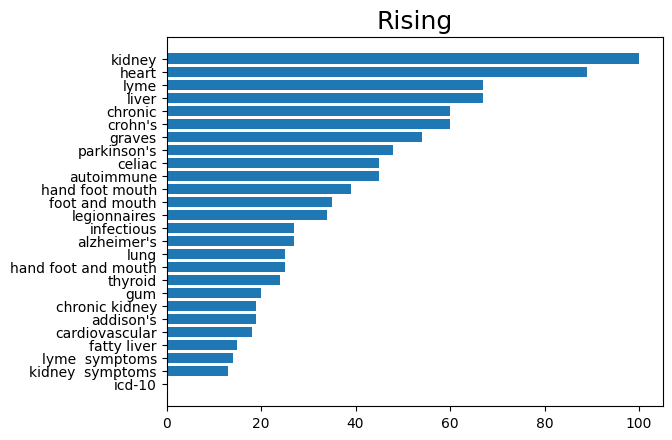 Rising
kidney
heart
lyme
liver
chronic
crohn's
graves
parkinson's
celiac
autoimmune
hand foot mouth
foot and mouth
legionnaires
infectious
alzheimer's
lung
hand foot and mouth
thyroid
gum
chronic kidney
addison's
cardiovascular
fatty liver
lyme  symptoms
kidney  symptoms
icd-10
0 20 40 60 80 100